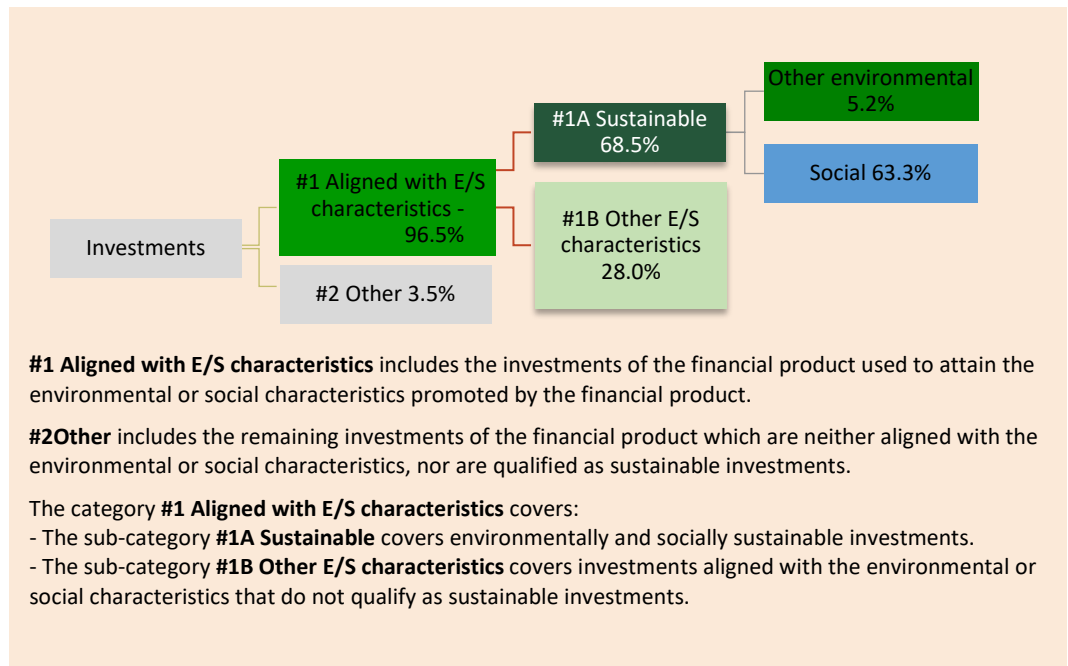 Other environmental
5.2%
#1A Sustainable
68.5%
Social 63.3%
#1 Aligned with E/S
characteristics -
96.5%
#1B Other E/S
characteristics
28.0%
Investments
#2 Other 3.5%
#1 Aligned with E/S characteristics includes the investments of the financial product used to attain the
environmental or social characteristics promoted by the financial product.
#2Other includes the remaining investments of the financial product which are neither aligned with the
environmental or social characteristics, nor are qualified as sustainable investments.
The category #1 Aligned with E/S characteristics covers:
- The sub-category #1A Sustainable covers environmentally and socially sustainable investments.
- The sub-category #1B Other E/S characteristics covers investments aligned with the environmental or
social characteristics that do not qualify as sustainable investments.